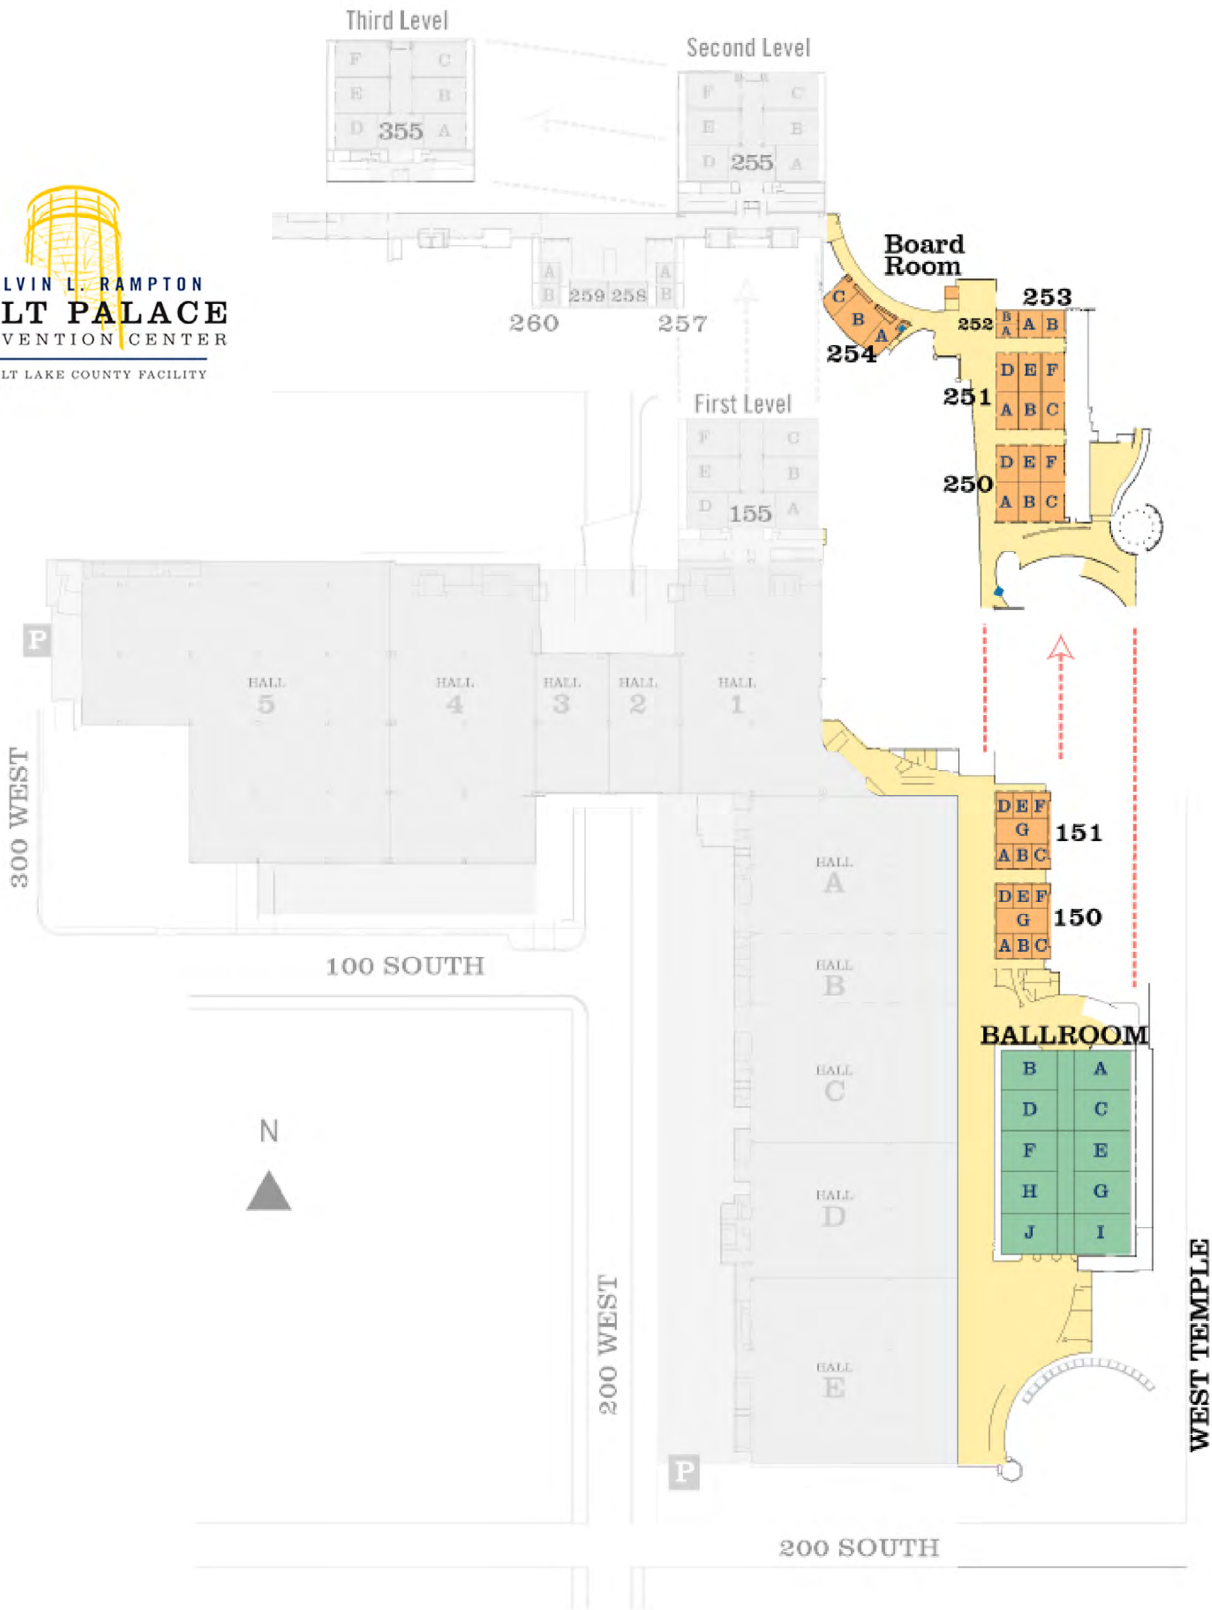 Third Level
F C
E B
D 355 A
Second Level
F C
E B
D 255 A
LVIN L. RAMPTON
LT PALACE
VENTION CENTER
LT LAKE COUNTY FACILITY
A A
B 259 258 B
260 257
Board
Room
C
B
A
254
253
252 B A A B
D E F
251
A B C
D E F
250
A B C
First Level
F C
E B
D 155 A
P
HALL
5
HALL
4
HALL
3
HALL
2
HALL
1
300 WEST
D E F
G 151
A B C
D E F
G 150
A B C
HALL
A
HALL
B
HALL
C
HALL
D
HALL
E
100 SOUTH
BALLROOM
B A
D C
F E
H G
J I
N
200 WEST
WEST TEMPLE
P
200 SOUTH